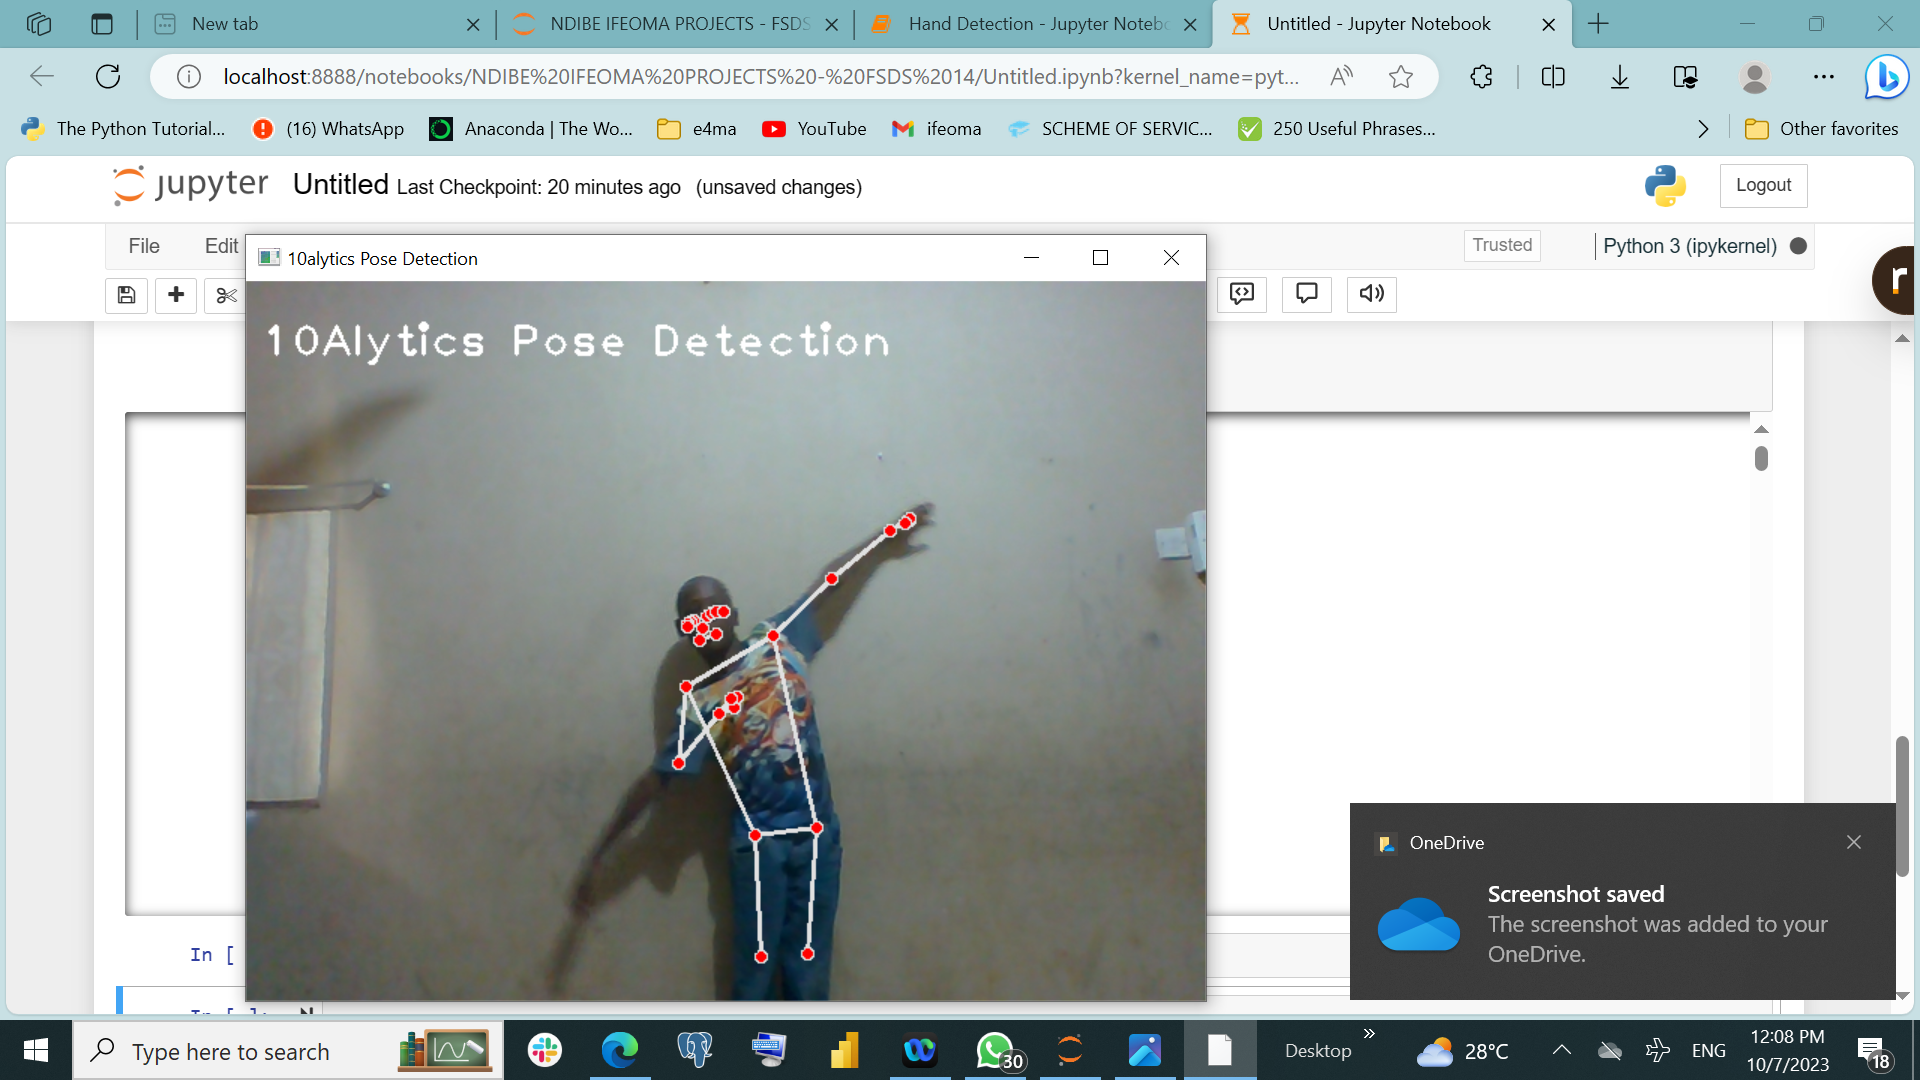 New tab
NDIBE IFEOMA PROJECTS - FSDS
Hand Detection - Jupyter Notebo
Untitled - Jupyter Notebook
localhost:8888/notebooks/NDIBE%20IFEOMA%20PROJECTS%20-%20FSDS%2014/Untitled.ipynb?kernel_name=pyt...
The Python Tutorial...
(16) WhatsApp
Anaconda | The Wo...
e4ma
YouTube
ifeoma
SCHEME OF SERVIC...
250 Useful Phrases...
Other favorites
jupyter
Untitled
Last Checkpoint: 20 minutes ago
(unsaved changes)
Logout
File
Edit
Trusted
Python 3 (ipykernel)
r
10alytics Pose Detection
10Alytics Pose Detection
OneDrive
Screenshot saved
The screenshot was added to your
OneDrive.
In [
Type here to search
30
Desktop
28°C
ENG
12:08 PM
10/7/2023
18